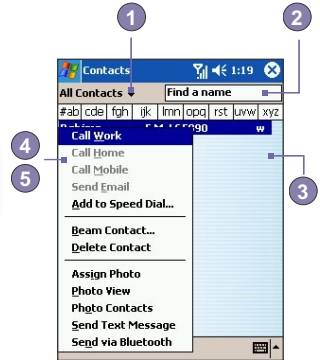 1
2
Contacts 1:19
All Contacts Find a name
#ab cde fgh ijk lmn opq rst uvw xyz
w
4
5
3
Call Work
Call Home
Call Mobile
Send Email
Add to Speed Dial...
Beam Contact...
Delete Contact
Assign Photo
Photo View
Photo Contacts
Send Text Message
Send via Bluetooth